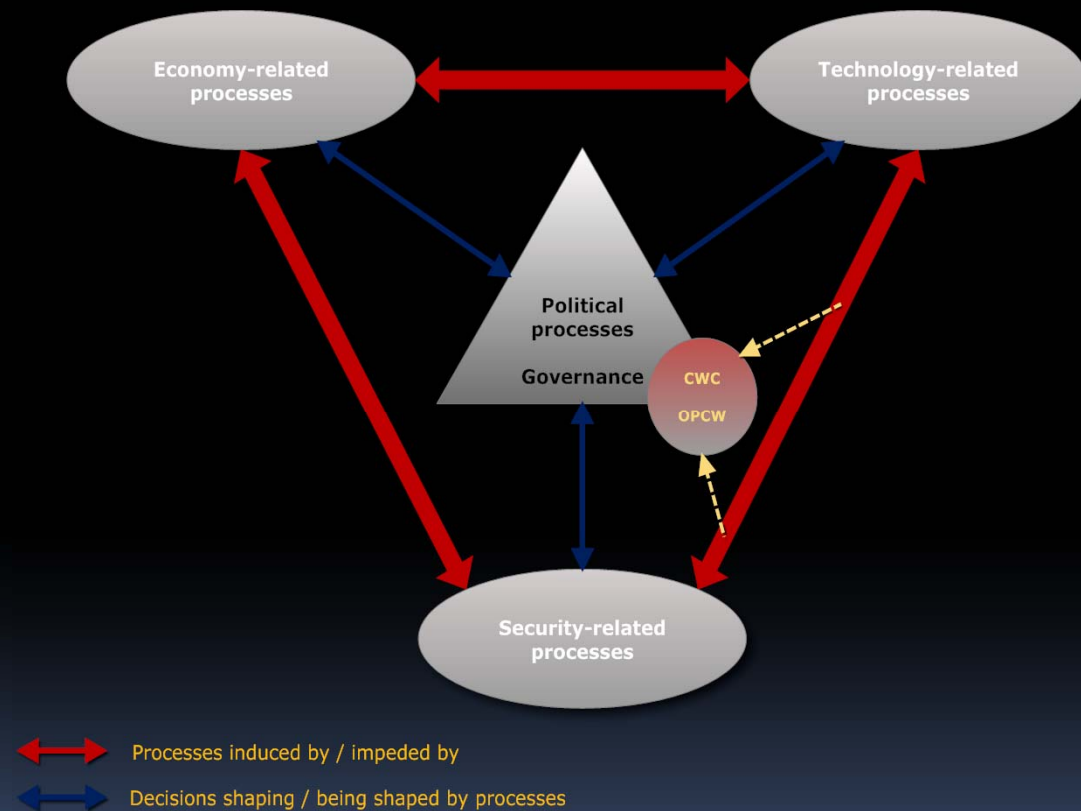 Economy-related
processes
Technology-related
processes
Political
processes
Governance
CWC
OPCW
Security-related
processes
Processes induced by / impeded by
Decisions shaping / being shaped by processes